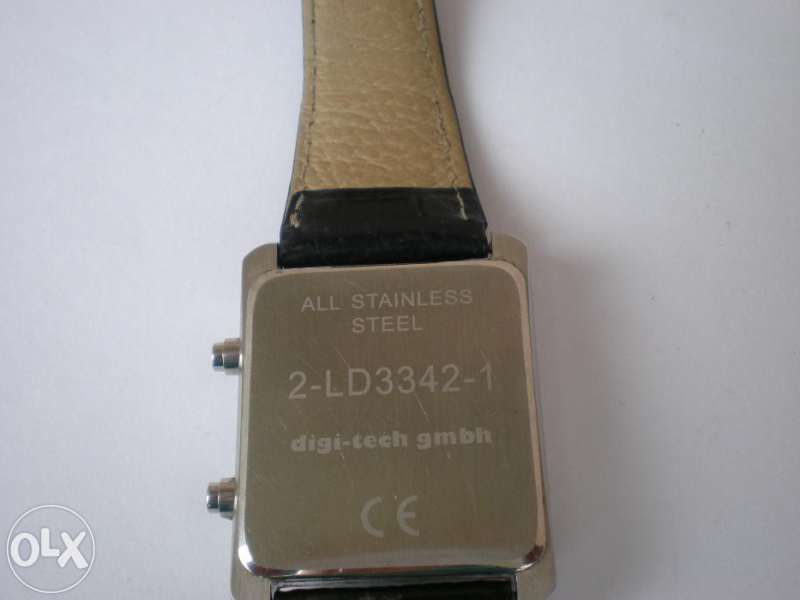 ALL STAINLESS
STEEL
2-LD3342-1
digi-tech gmbh
CE
OLX